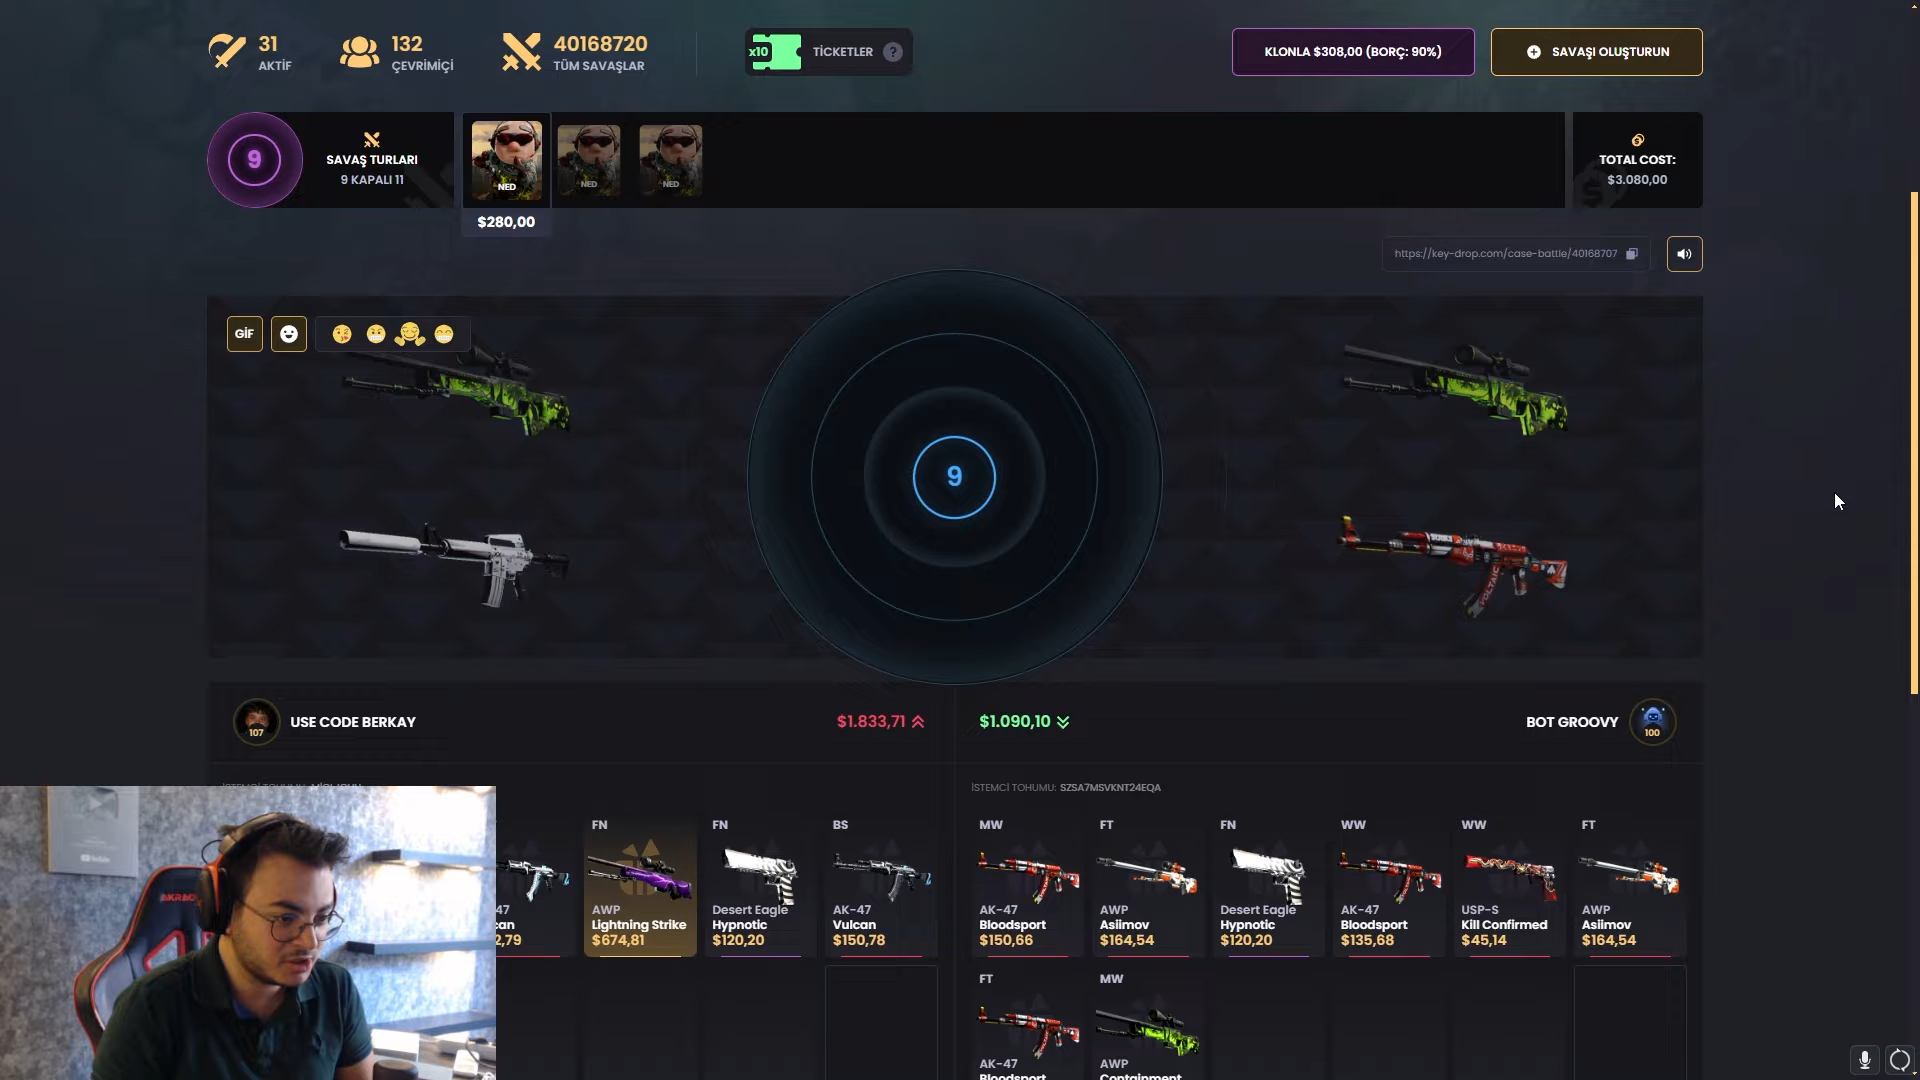 31
AKTİF
132
ÇEVRİMİÇİ
40168720
TÜM SAVAŞLAR
x10
TİCKETLER
?
KLONLA $308,00 (BORÇ: 90%)
SAVAŞI OLUŞTURUN
9
SAVAŞ TURLARI
9 KAPALI 11
NED
NED
NED
$280,00
TOTAL COST:
$3.080,00
https://key-drop.com/case-battle/40168707
GİF
9
107
USE CODE BERKAY
$1.833,71
$1.090,10
BOT GROOVY
100
İSTEMCİ TOHUMU: SZSA7MSVKNT24EQA
FN
AWP
Lightning Strike
$674,81
FN
Desert Eagle
Hypnotic
$120,20
BS
AK-47
Vulcan
$150,78
MW
AK-47
Bloodsport
$150,66
FT
AWP
Asiimov
$164,54
FN
Desert Eagle
Hypnotic
$120,20
WW
AK-47
Bloodsport
$135,68
WW
USP-S
Kill Confirmed
$45,14
FT
AWP
Asiimov
$164,54
FT
AK-47
Bloodsport
MW
AWP
Containment